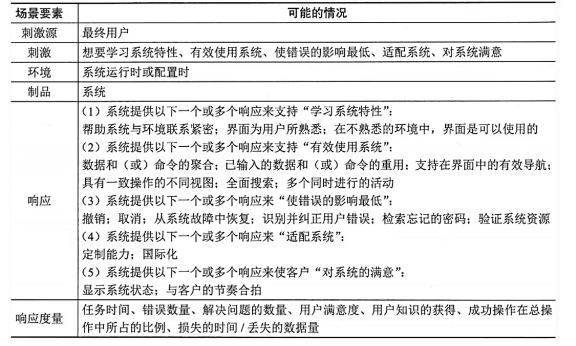 场景要素 可能的情况
刺激源 最终用户
刺激 想要学习系统特性、有效使用系统、使错误的影响最低、适配系统、对系统满意
环境 系统运行时或配置时
制品 系统
响应
(1)系统提供以下一个或多个响应来支持“学习系统特性”:
帮助系统与环境联系紧密;界面为用户所熟悉;在不熟悉的环境中,界面是可以使用的
(2)系统提供以下一个或多个响应来支持“有效使用系统”:
数据和(或)命令的聚合;已输入的数据和(或)命令的重用;支持在界面中的有效导航;
具有一致操作的不同视图;全面搜索;多个同时进行的活动
(3)系统提供以下一个或多个响应来“使错误的影响最低”:
撤销;取消;从系统故障中恢复;识别并纠正用户错误;检索忘记的密码;验证系统资源
(4)系统提供以下一个或多个响应来“适配系统”:
定制能力;国际化
(5)系统提供以下一个或多个响应来使客户“对系统的满意”:
显示系统状态;与客户的节奏合拍
响应度量
任务时间、错误数量、解决问题的数量、用户满意度、用户知识的获得、成功操作在总操
作中所占的比例、损失的时间/丢失的数据量